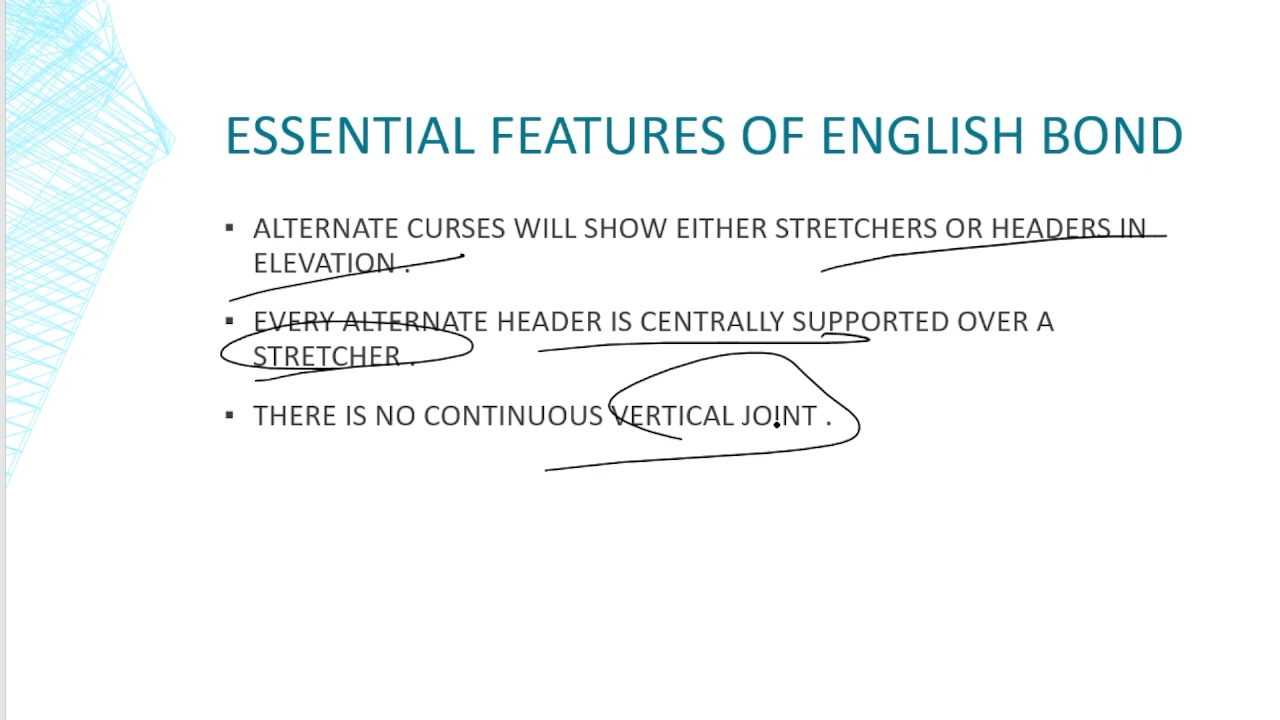 ESSENTIAL FEATURES OF ENGLISH BOND
▪ ALTERNATE CURSES WILL SHOW EITHER STRETCHERS OR HEADERS IN
ELEVATION .
▪ EVERY ALTERNATE HEADER IS CENTRALLY SUPPORTED OVER A
STRETCHER .
▪ THERE IS NO CONTINUOUS VERTICAL JOINT .